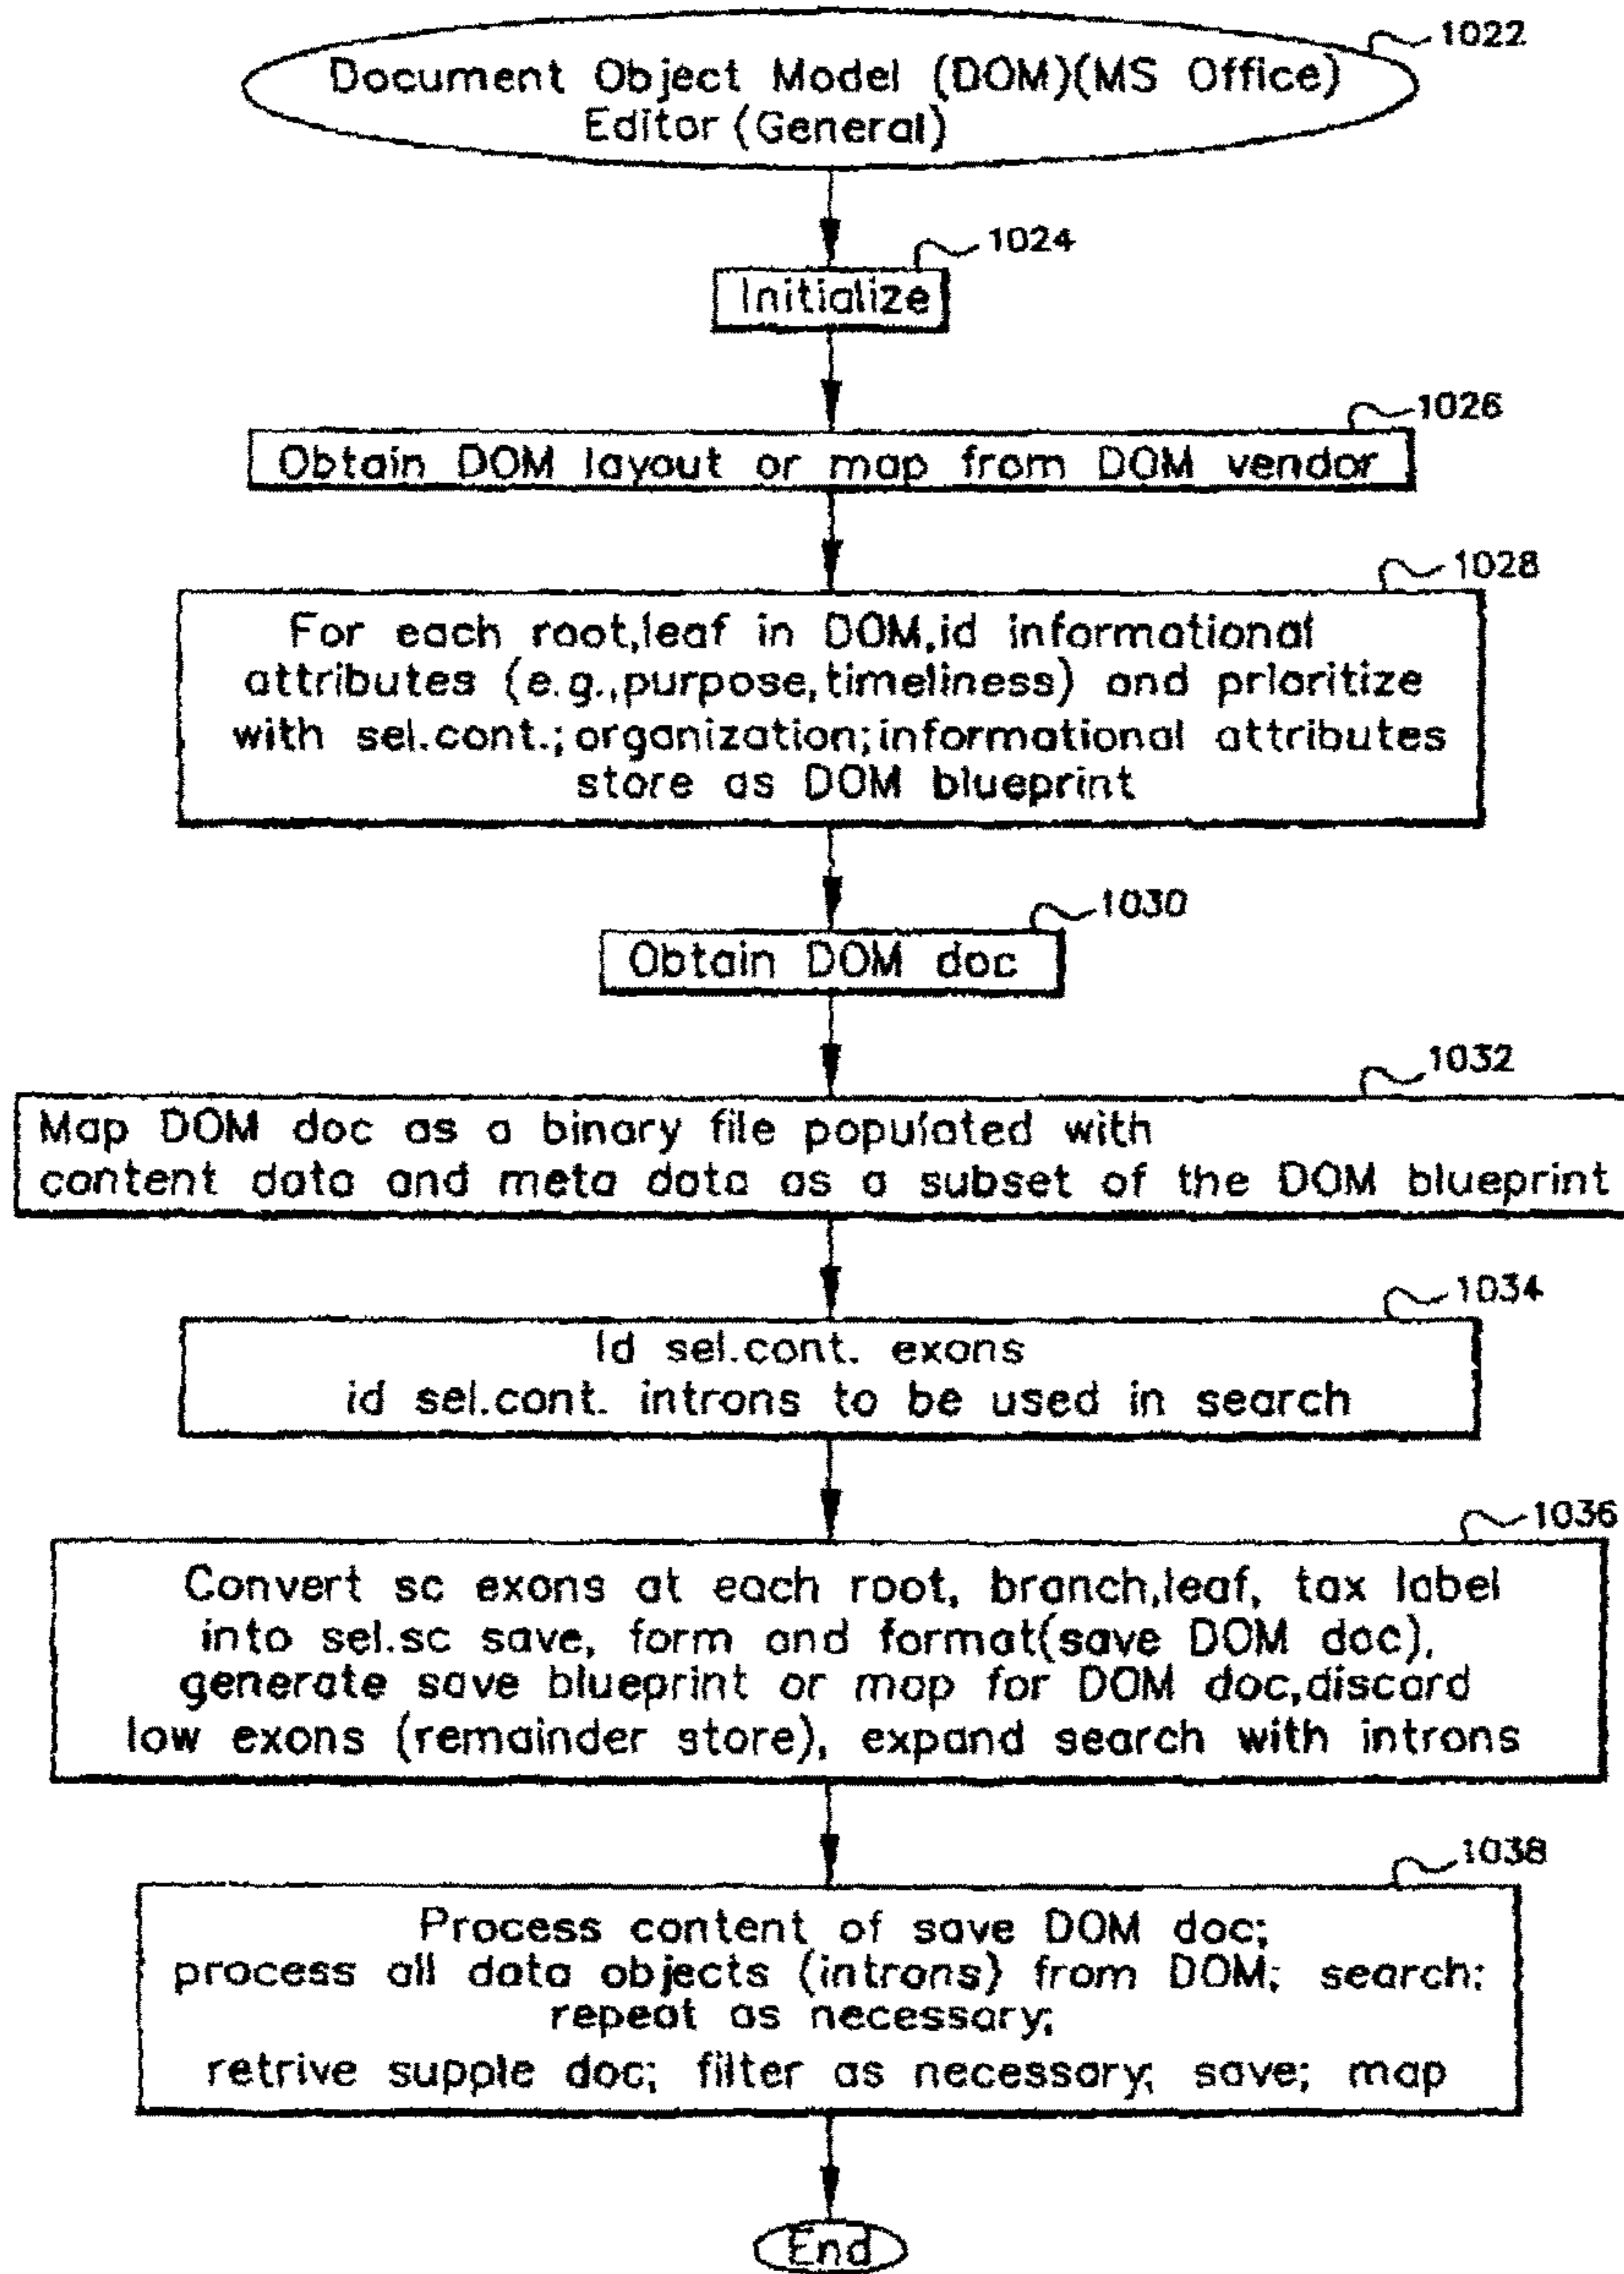 1022
Document Object Model (DOM)(MS Office)
Editor (General)
1024
Initialize
1026
Obtain DOM layout or map from DOM vendor
1028
For each root,leaf in DOM,id informational
attributes (e.g.,purpose,timeliness) and prioritize
with sel.cont.;organization;informational attributes
store as DOM blueprint
1030
Obtain DOM doc
1032
Map DOM doc as a binary file populated with
content data and meta data as a subset of the DOM blueprint
1034
Id sel.cont. exons
id sel.cont. introns to be used in search
1036
Convert sc exons at each root, branch,leaf, tax label
into sel.sc save, form and format(save DOM doc),
generate save blueprint or map for DOM doc,discard
low exons (remainder store), expand search with introns
1038
Process content of save DOM doc;
process all data objects (introns) from DOM; search;
repeat as necessary;
retrive supple doc; filter as necessary; save; map
End